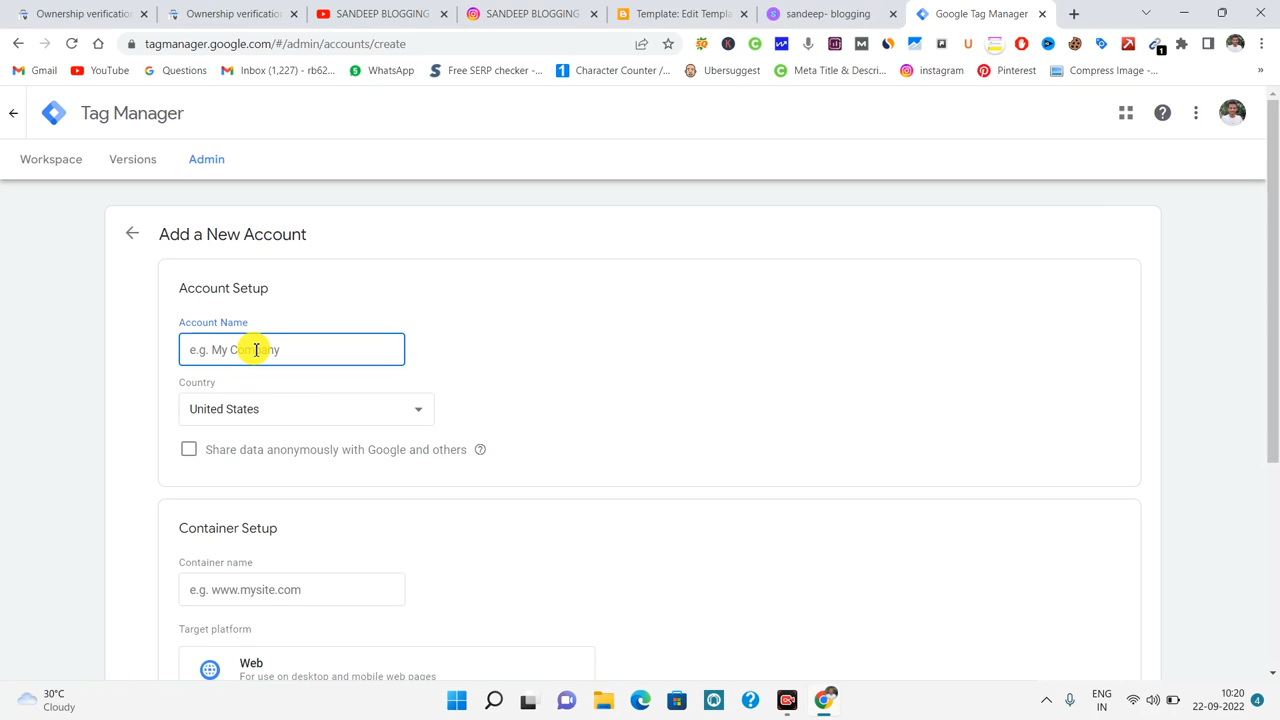 Ownership verificatio
Ownership verificatio
SANDEEP BLOGGING
SANDEEP BLOGGING
Template: Edit Templa
sandeep- blogging
Google Tag Manager
tagmanager.google.com/#/admin/accounts/create
Gmail
YouTube
Question
Inbox (1,227) - rb62...
WhatsApp
Free SERP checker -...
Character Counter /...
Ubersuggest
Meta Title & Descri...
instagram
Pinterest
Compress Image -...
»
Tag Manager
Workspace
Versions
Admin
Add a New Account
Account Setup
Account Name
e.g. My Company
Country
United States
Share data anonymously with Google and others
Container Setup
Container name
e.g. www.mysite.com
Target platform
Web
For use on desktop and mobile web pages
30°C
Cloudy
ENG
IN
10:20
22-09-2022
4